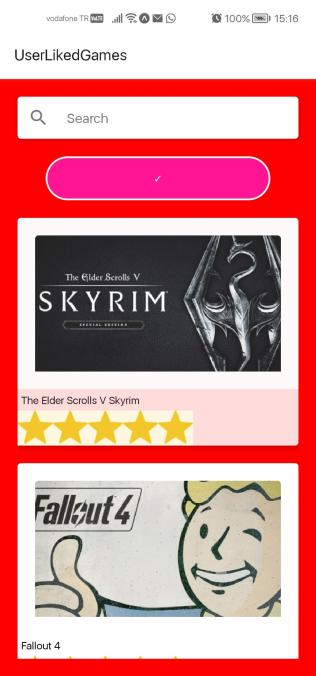 vodafone TR VoLTE 100% 15:16
UserLikedGames
Search
✓
The Elder Scrolls V
SKYRIM
SPECIAL EDITION
The Elder Scrolls V Skyrim
Fallout 4
Fallout 4